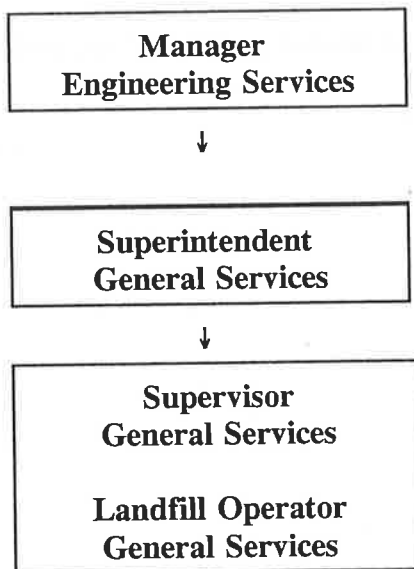 Manager
Engineering Services
↓
Superintendent
General Services
↓
Supervisor
General Services
Landfill Operator
General Services